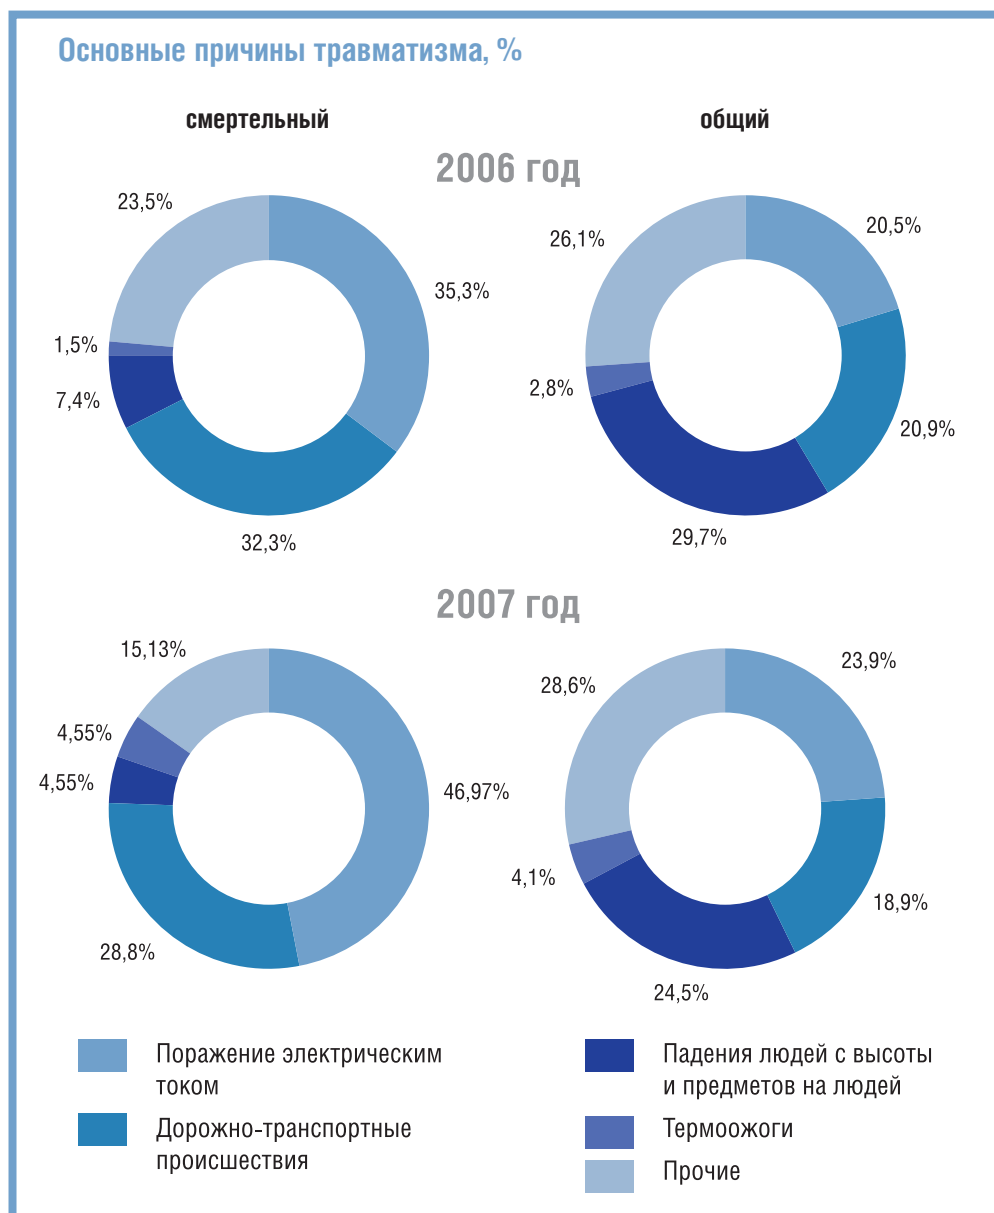 Основные причины травматизма, %
смертельный
общий
2006 год
23,5%
35,3%
1,5%
7,4%
32,3%
26,1%
20,5%
2,8%
20,9%
29,7%
2007 год
15,13%
4,55%
4,55%
46,97%
28,8%
28,6%
23,9%
4,1%
18,9%
24,5%
Поражение электрическим
током
Дорожно-транспортные
происшествия
Падения людей с высоты
и предметов на людей
Термоожоги
Прочие